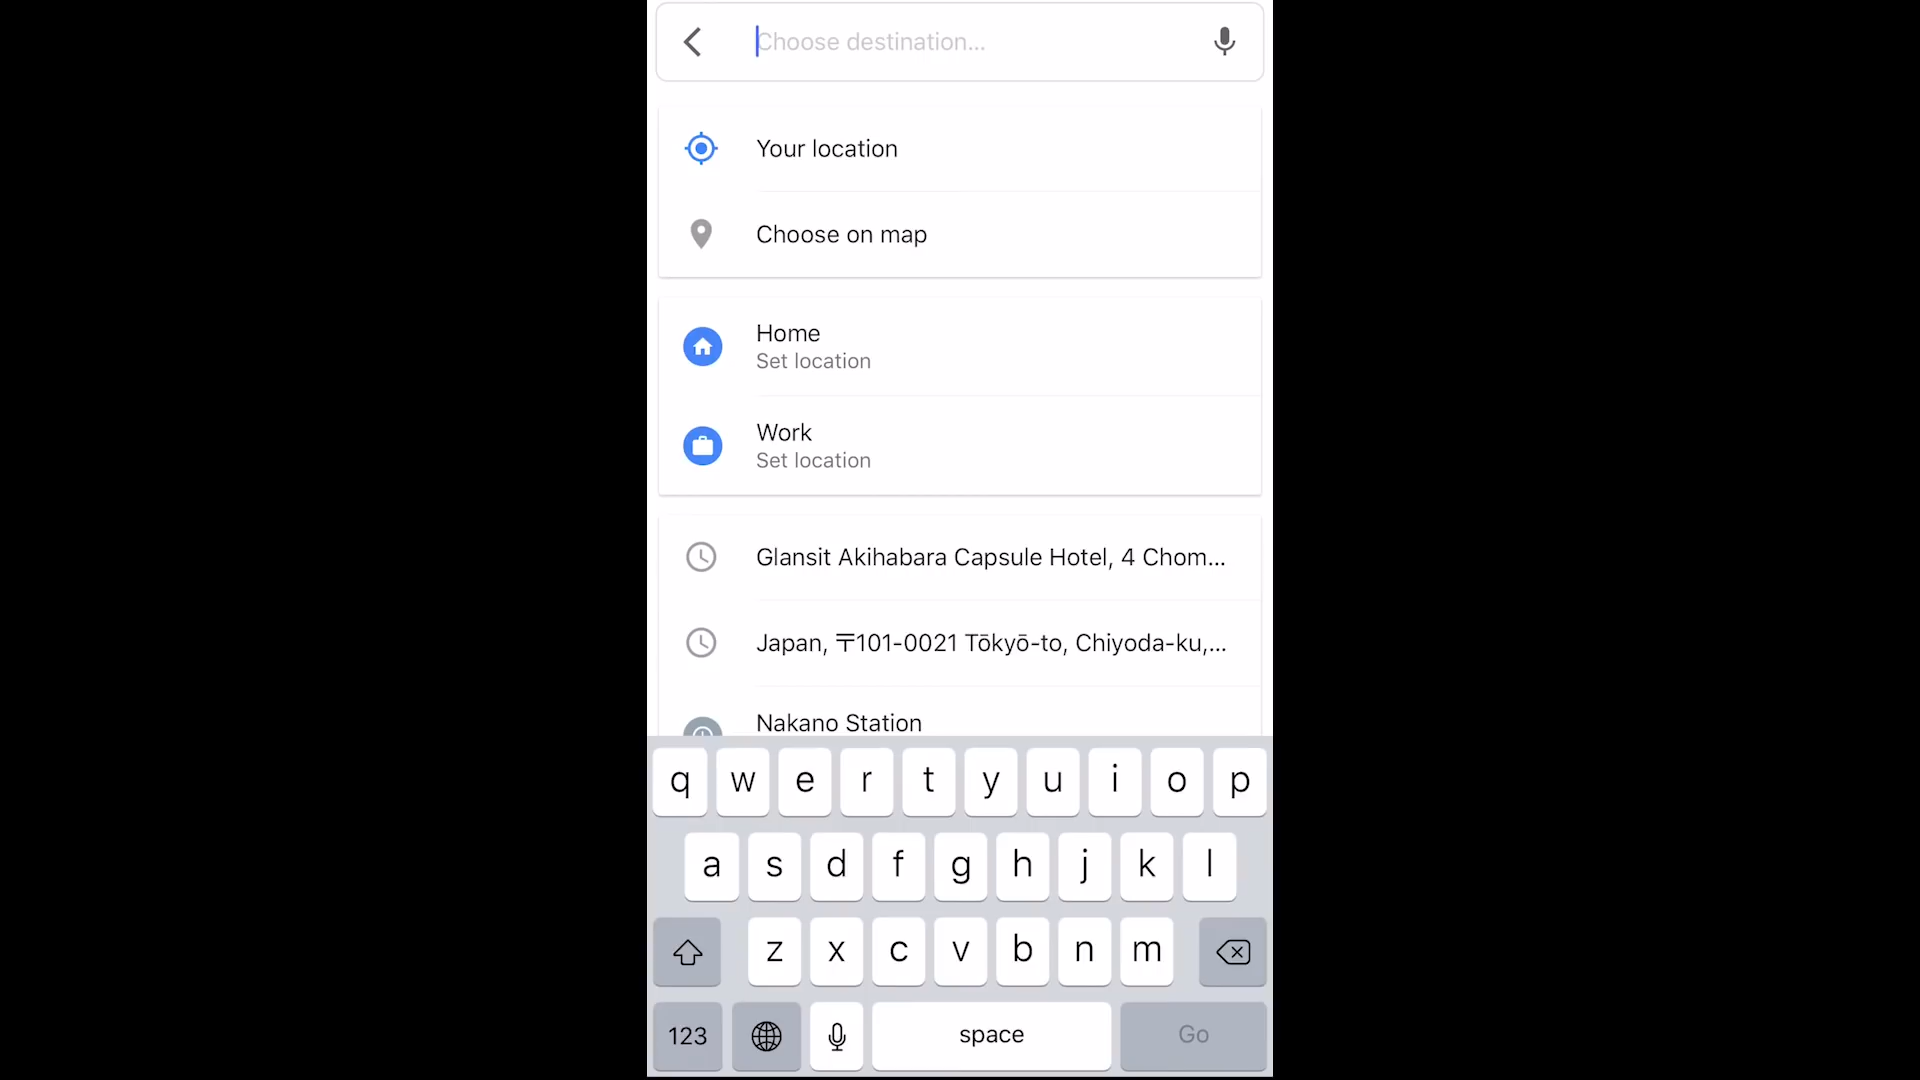 Choose destination...
Your location
Choose on map
Home
Set location
Work
Set location
Glansit Akihabara Capsule Hotel, 4 Chom...
Japan, 〒101-0021 Tōkyō-to, Chiyoda-ku,...
Nakano Station
q w e r t y u i o p
a s d f g h j k l
z x c v b n m
123 space Go